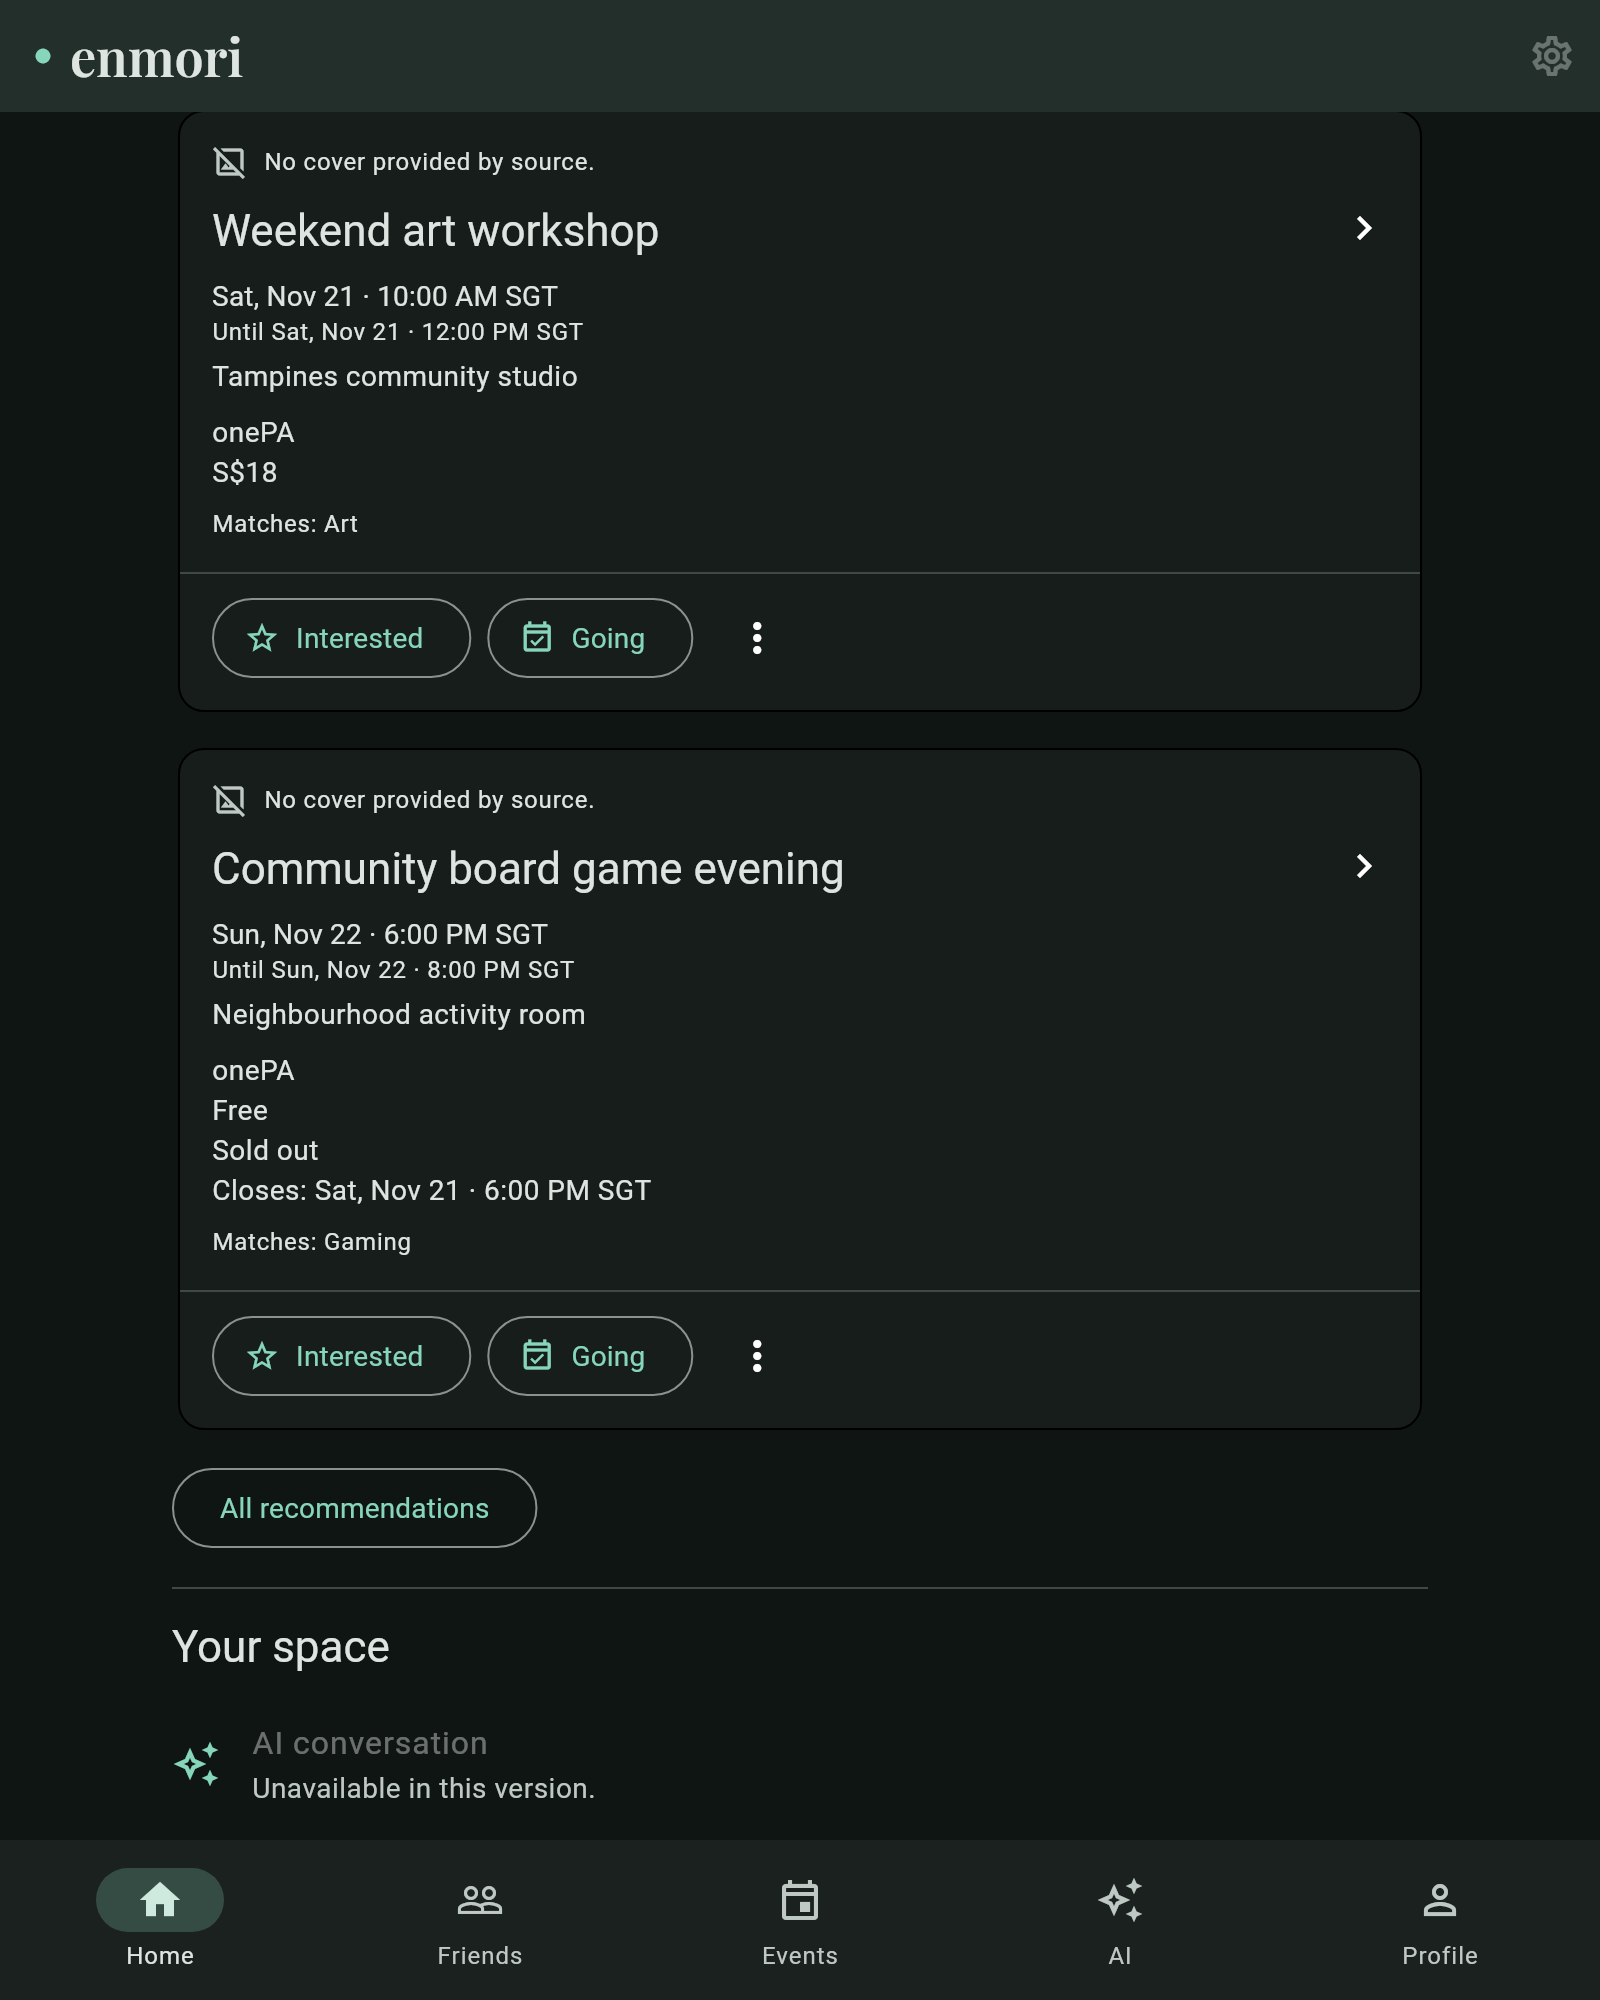 enmori
No cover provided by source.
Weekend art workshop
Sat, Nov 21 · 10:00 AM SGT
Until Sat, Nov 21 · 12:00 PM SGT
Tampines community studio
onePA
S$18
Matches: Art
Interested
Going
No cover provided by source.
Community board game evening
Sun, Nov 22 · 6:00 PM SGT
Until Sun, Nov 22 · 8:00 PM SGT
Neighbourhood activity room
onePA
Free
Sold out
Closes: Sat, Nov 21 · 6:00 PM SGT
Matches: Gaming
Interested
Going
All recommendations
Your space
AI conversation
Unavailable in this version.
Home
Friends
Events
AI
Profile